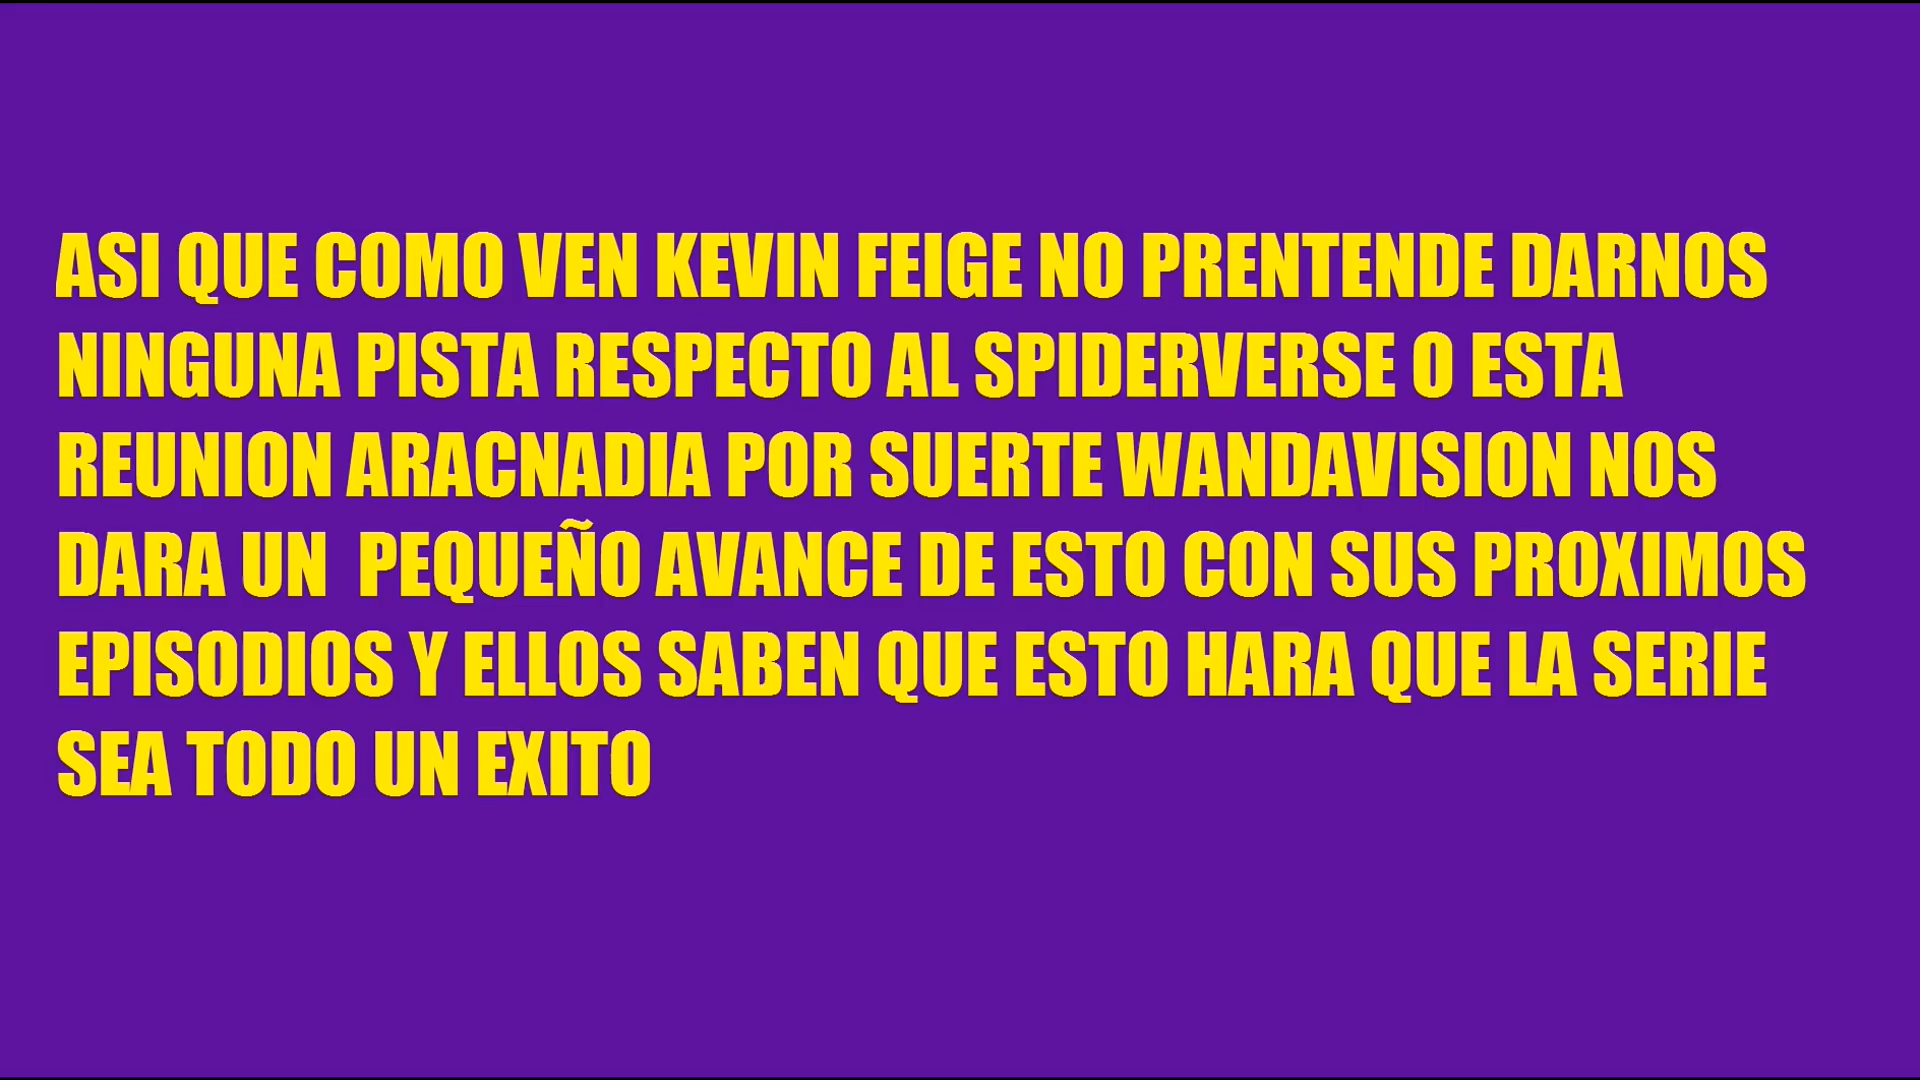 ASI QUE COMO VEN KEVIN FEIGE NO PRENTENDE DARNOS
NINGUNA PISTA RESPECTO AL SPIDERVERSE O ESTA
REUNION ARACNADIA POR SUERTE WANDAVISION NOS
DARA UN  PEQUEÑO AVANCE DE ESTO CON SUS PROXIMOS
EPISODIOS Y ELLOS SABEN QUE ESTO HARA QUE LA SERIE
SEA TODO UN EXITO